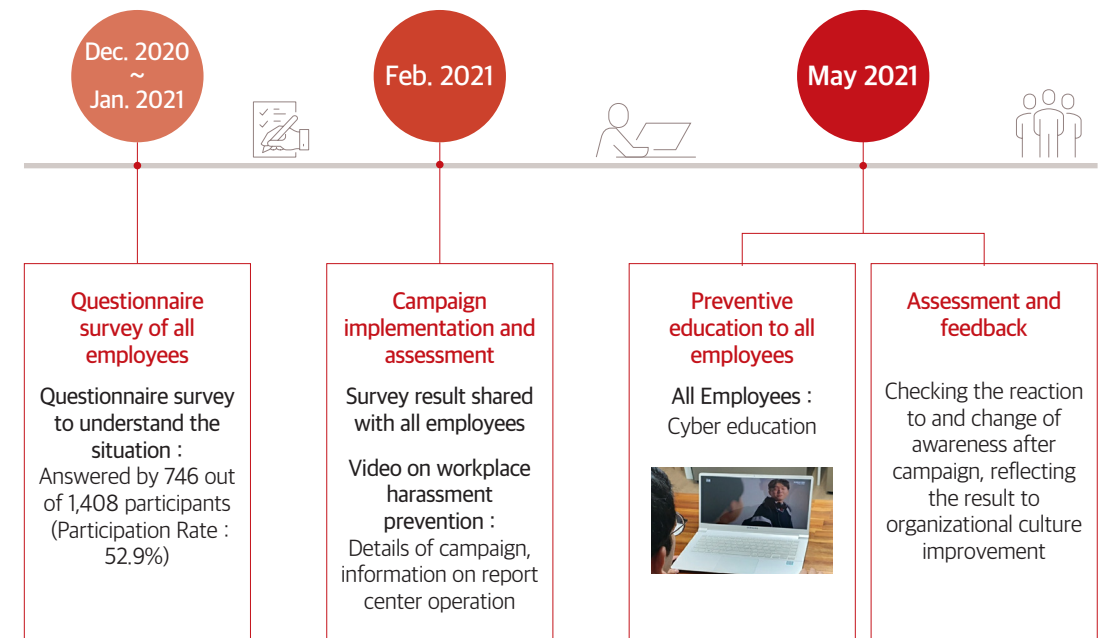 Dec. 2020
~
Jan. 2021
Feb. 2021
May 2021
Questionnaire
survey of all
employees
Questionnaire survey
to understand the
situation :
Answered by 746 out
of 1,408 participants
(Participation Rate :
52.9%)
Campaign
implementation and
assessment
Survey result shared
with all employees
Video on workplace
harassment
prevention :
Details of campaign,
information on report
center operation
Preventive
education to all
employees
All Employees :
Cyber education
Assessment and
feedback
Checking the reaction
to and change of
awareness after
campaign, reflecting
the result to
organizational culture
improvement